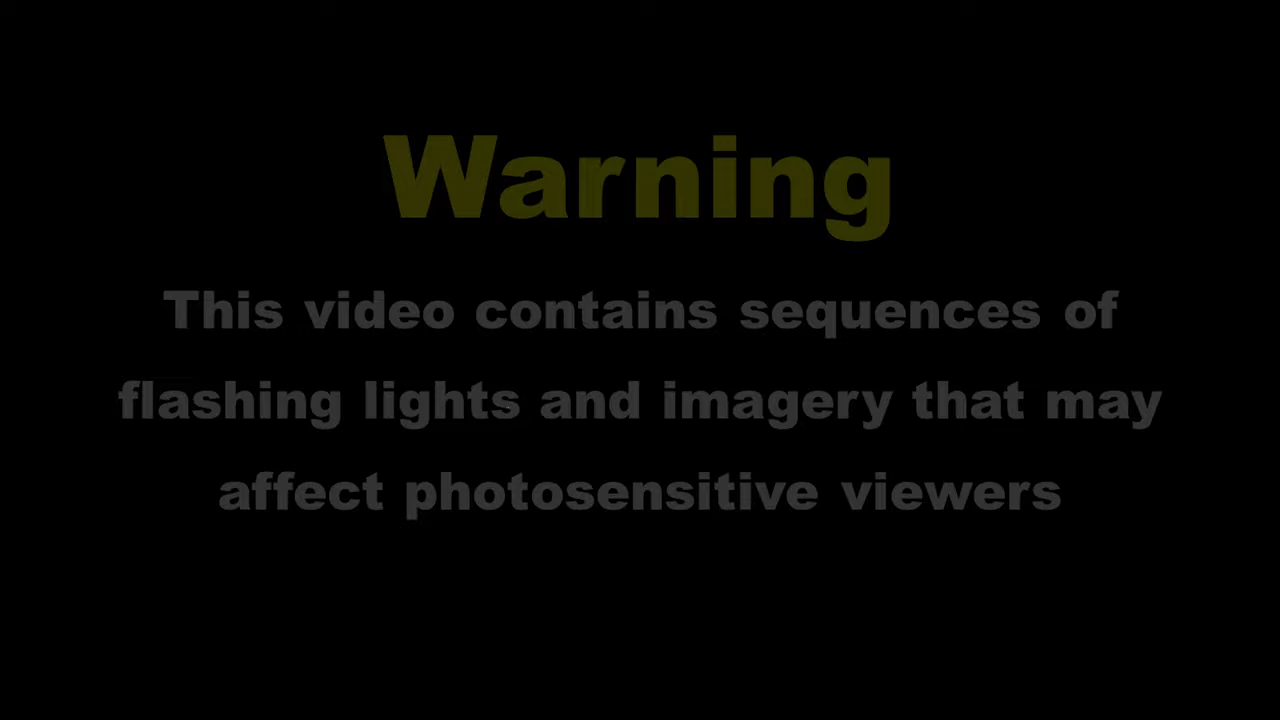 Warning
This video contains sequences of
flashing lights and imagery that may
affect photosensitive viewers